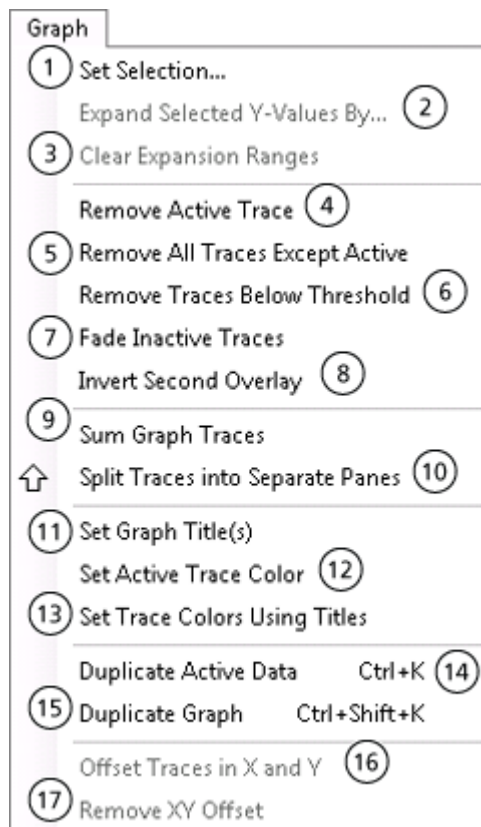 Graph
1 Set Selection...
Expand Selected Y-Values By... 2
3 Clear Expansion Ranges
Remove Active Trace 4
5 Remove All Traces Except Active
Remove Traces Below Threshold 6
7 Fade Inactive Traces
Invert Second Overlay 8
9 Sum Graph Traces
Split Traces into Separate Panes 10
11 Set Graph Title(s)
Set Active Trace Color 12
13 Set Trace Colors Using Titles
Duplicate Active Data Ctrl+K 14
15 Duplicate Graph Ctrl+Shift+K
Offset Traces in X and Y 16
17 Remove XY Offset